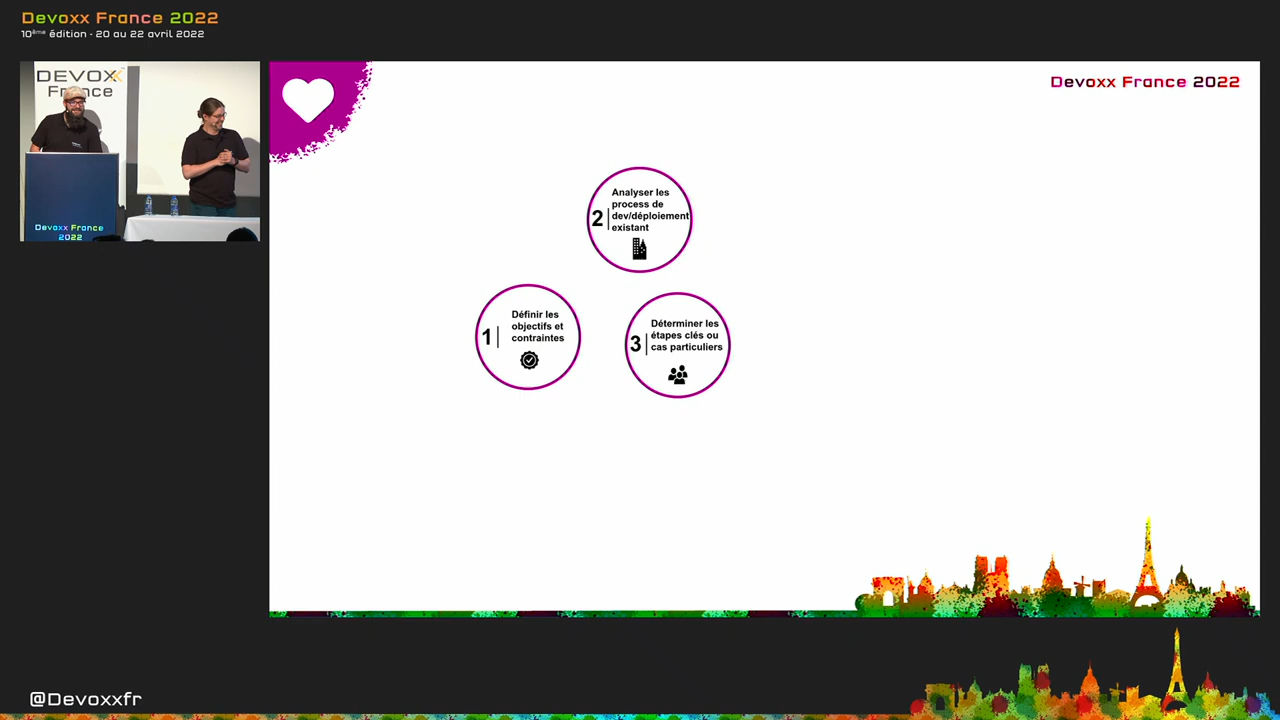 Devoxx France 2022
10ème édition - 20 au 22 avril 2022
DEVOXX
France
Devoxx France
2022
Devoxx France 2022
2
Analyser les
process de
dev/déploiement
existant
1
Définir les
objectifs et
contraintes
3
Déterminer les
étapes clés ou
cas particuliers
@Devoxxfr